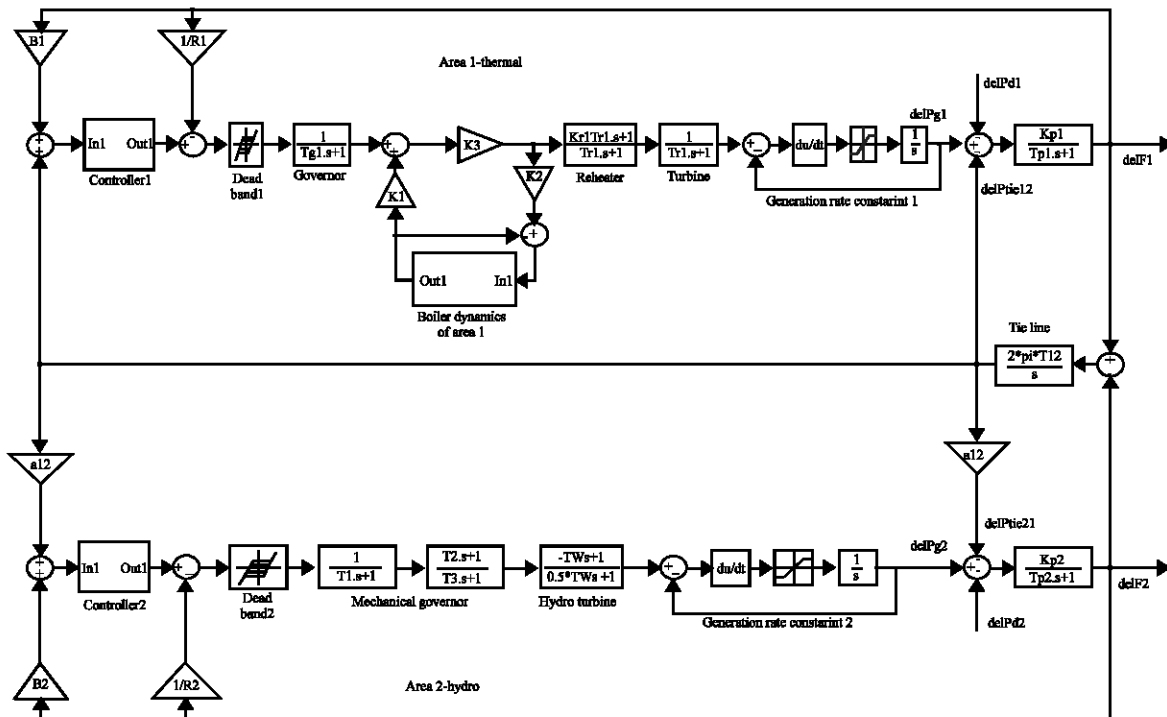 B1
1/R1
Area 1-thermal
delPd1
delPg1
+
+
In1 Out1
Controller1
+
-
Dead
band1
1
Tg1.s+1
Governor
+
+
K3
K1
K2
Kr1Tr1.s+1
Tr1.s+1
Reheater
1
Tr1.s+1
Turbine
+
-
du/dt
1
s
Generation rate constarint 1
+
-
-
Kp1
Tp1.s+1
delF1
delPtie12
-
+
Out1 In1
Boiler dynamics
of area 1
Tie line
2*pi*T12
s
+
-
a12
a12
delPtie21
delPg2
+
+
In1 Out1
Controller2
+
-
Dead
band2
1
T1.s+1
T2.s+1
T3.s+1
Mechanical governor
-TWs+1
0.5*TWs +1
Hydro turbine
+
-
du/dt
1
s
Generation rate constarint 2
+
-
-
Kp2
Tp2.s+1
delF2
delPd2
B2
1/R2
Area 2-hydro